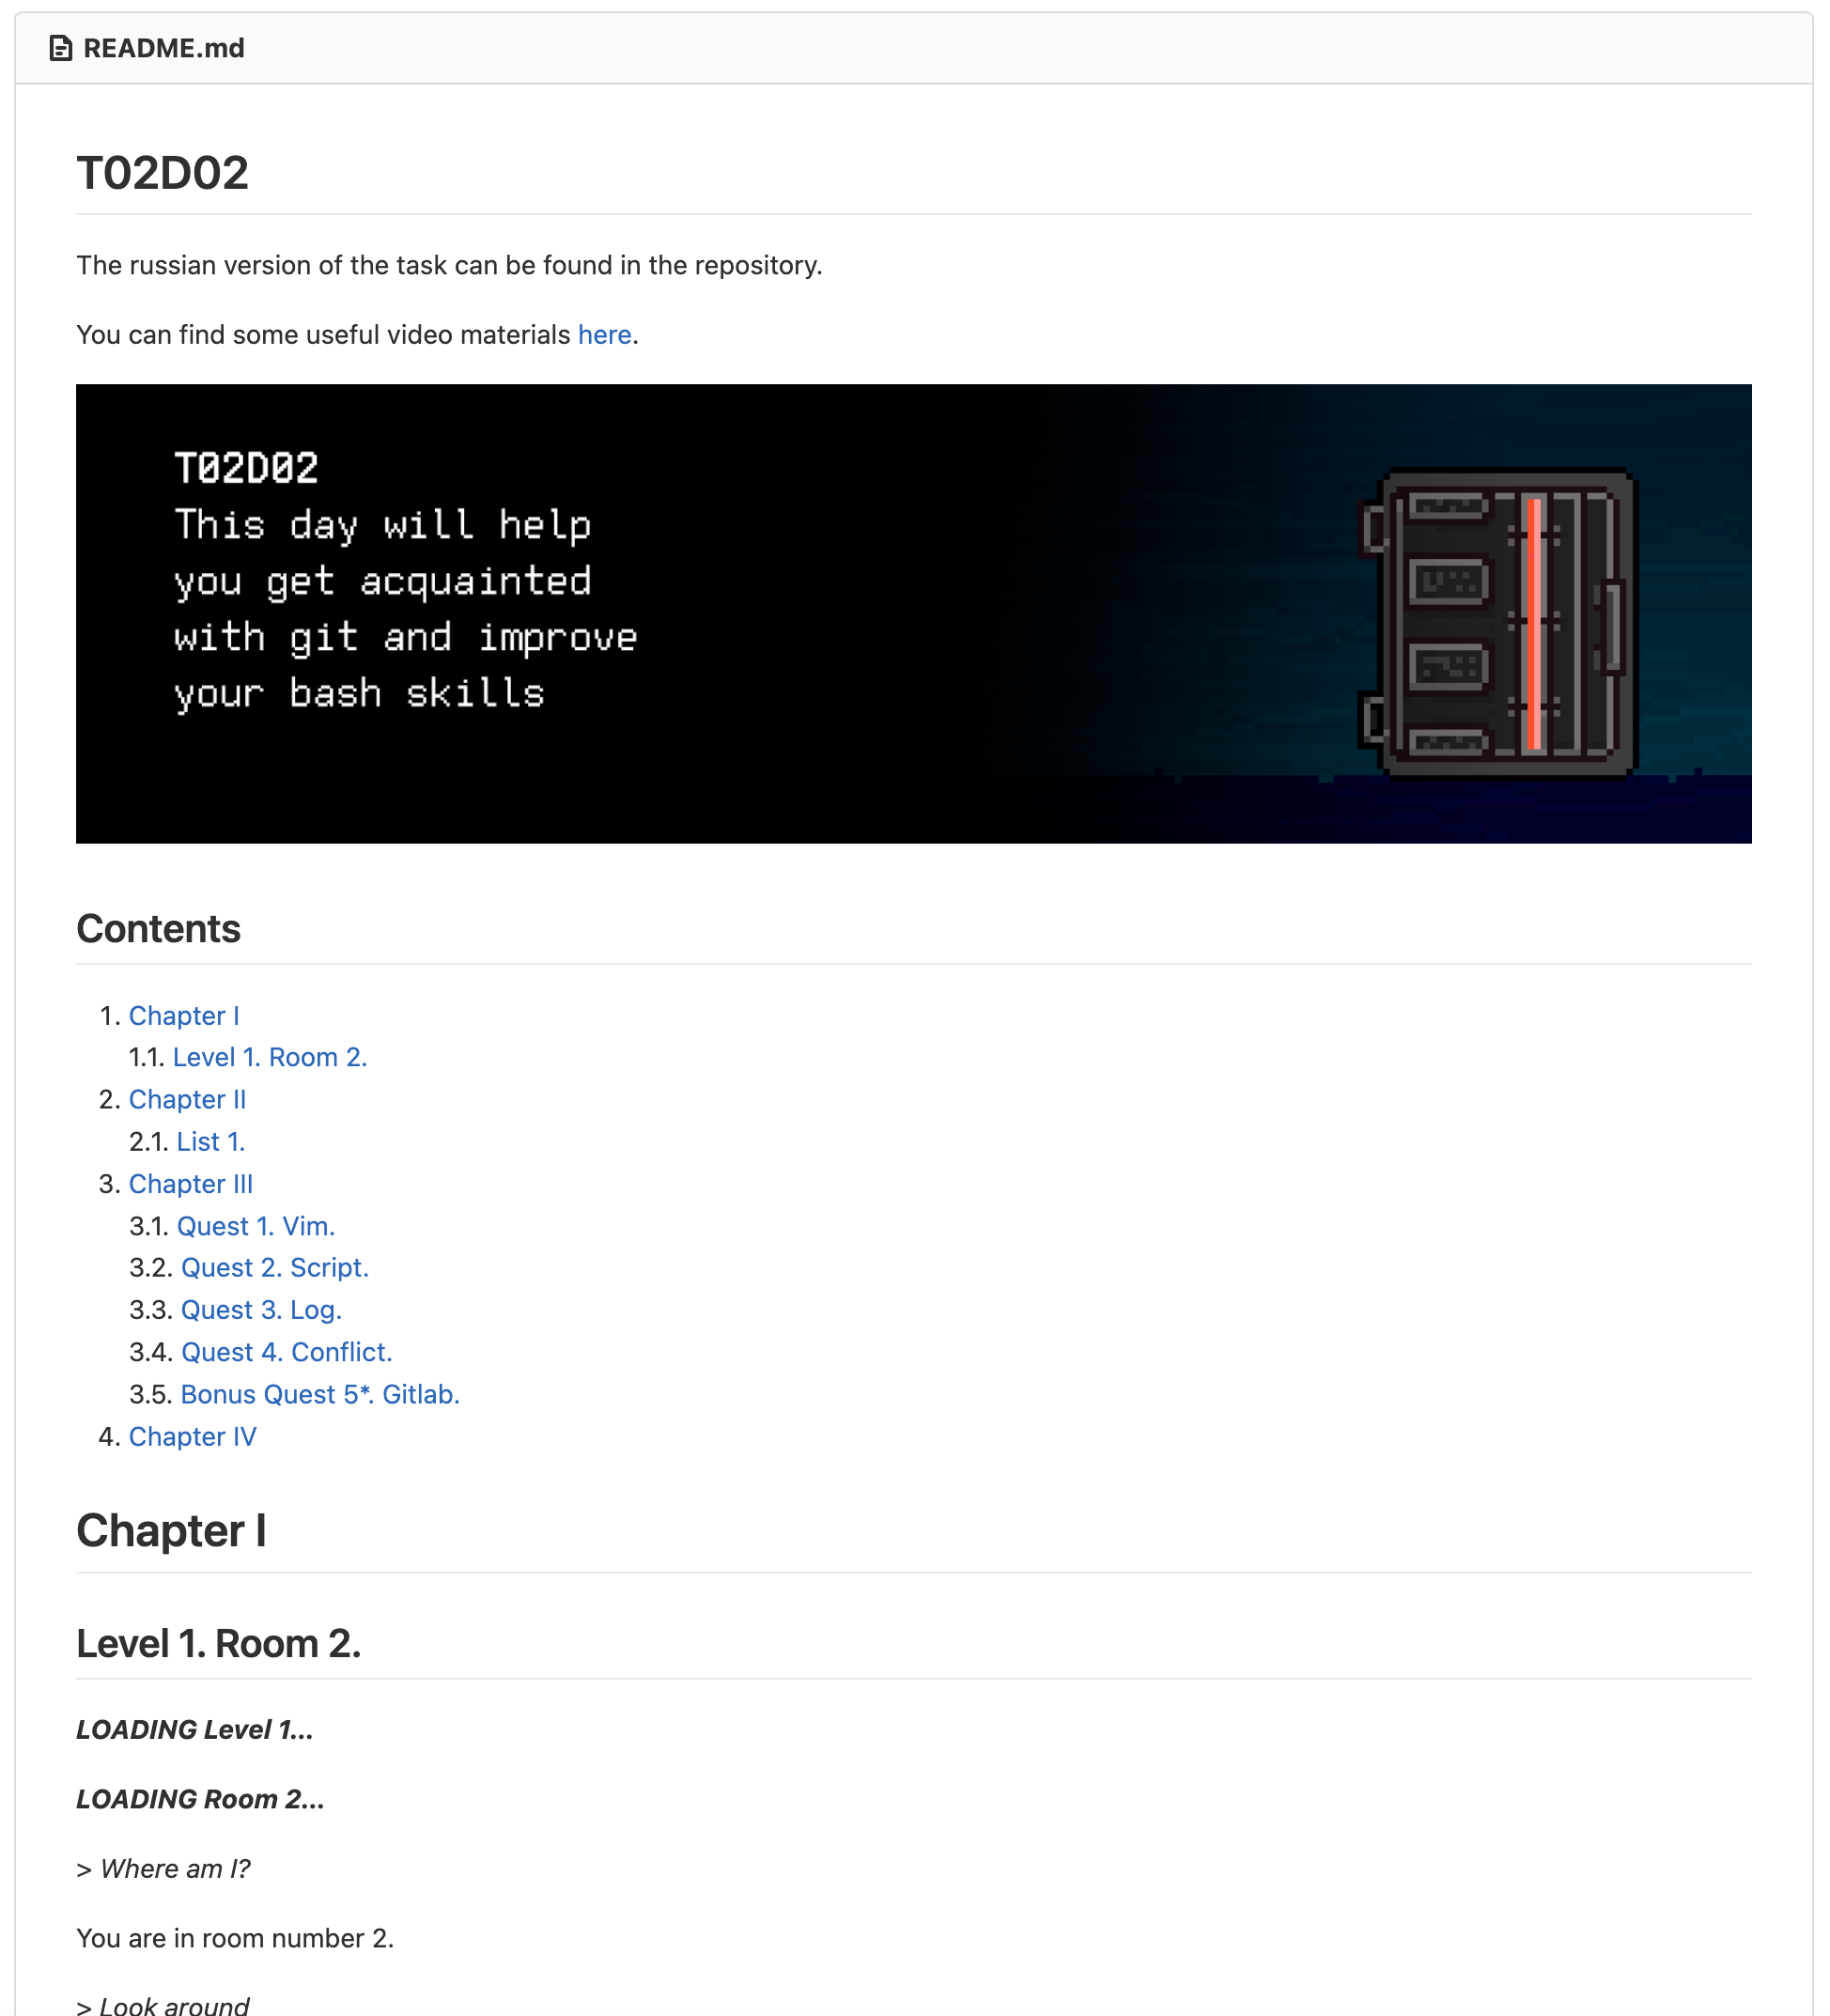 README.md
T02D02
The russian version of the task can be found in the repository.
You can find some useful video materials here.
T02D02
This day will help
you get acquainted
with git and improve
your bash skills
Contents
1. Chapter I
1.1. Level 1. Room 2.
2. Chapter II
2.1. List 1.
3. Chapter III
3.1. Quest 1. Vim.
3.2. Quest 2. Script.
3.3. Quest 3. Log.
3.4. Quest 4. Conflict.
3.5. Bonus Quest 5*. Gitlab.
4. Chapter IV
Chapter I
Level 1. Room 2.
LOADING Level 1...
LOADING Room 2...
> Where am I?
You are in room number 2.
> Look around